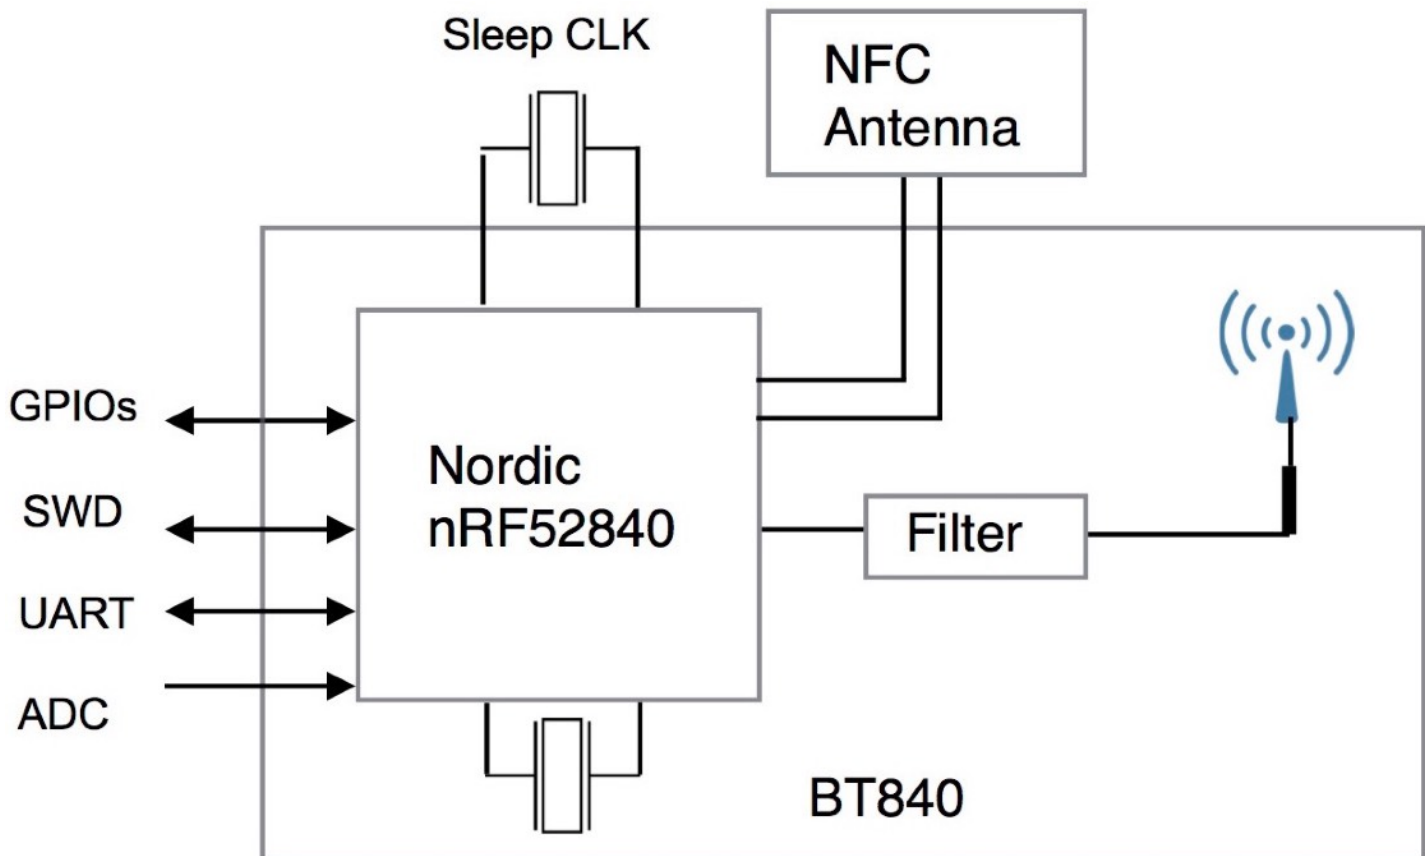 Sleep CLK
NFC
Antenna
GPIOs
SWD
UART
ADC
Nordic
nRF52840
Filter
BT840